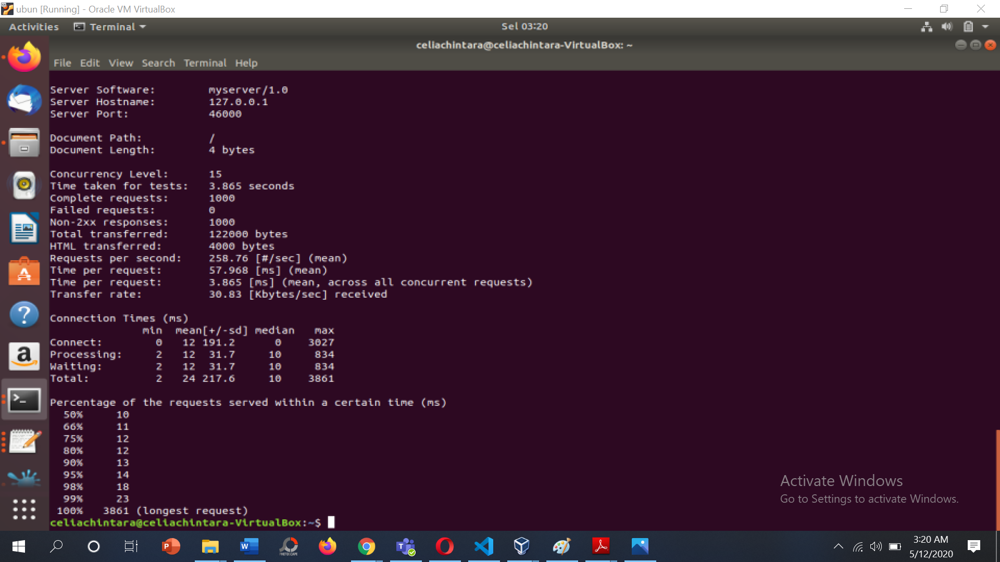 ubun [Running] - Oracle VM VirtualBox
Activities Terminal Sel 03:20
celiachintara@celiachintara-VirtualBox: ~
File Edit View Search Terminal Help
Server Software: myserver/1.0
Server Hostname: 127.0.0.1
Server Port: 46000
Document Path: /
Document Length: 4 bytes
Concurrency Level: 15
Time taken for tests: 3.865 seconds
Complete requests: 1000
Failed requests: 0
Non-2xx responses: 1000
Total transferred: 122000 bytes
HTML transferred: 4000 bytes
Requests per second: 258.76 [#/sec] (mean)
Time per request: 57.968 [ms] (mean)
Time per request: 3.865 [ms] (mean, across all concurrent requests)
Transfer rate: 30.83 [Kbytes/sec] received
Connection Times (ms)
min mean[+/-sd] median max
Connect: 0 12 191.2 0 3027
Processing: 2 12 31.7 10 834
Waiting: 2 12 31.7 10 834
Total: 2 24 217.6 10 3861
Percentage of the requests served within a certain time (ms)
50% 10
66% 11
75% 12
80% 12
90% 13
95% 14
98% 18
99% 23
100% 3861 (longest request)
celiachintara@celiachintara-VirtualBox:~$
Activate Windows
Go to Settings to activate Windows.
PHOTOSCAPE
3:20 AM
5/12/2020